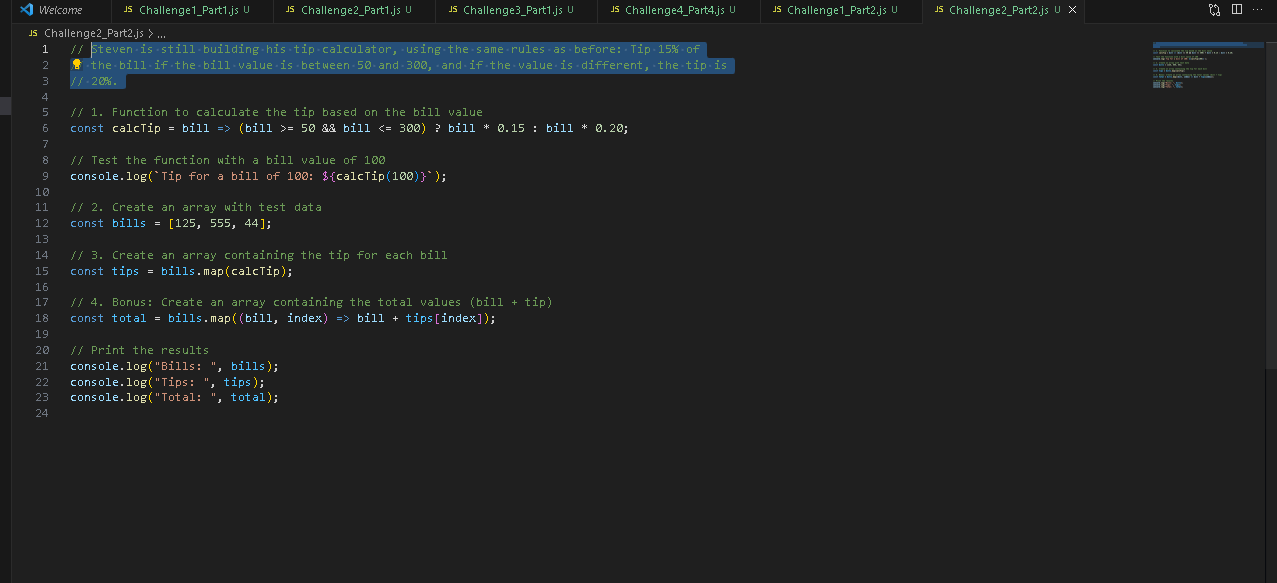 Welcome JS Challenge1_Part1.js U JS Challenge2_Part1.js U JS Challenge3_Part1.js U JS Challenge4_Part4.js U JS Challenge1_Part2.js U JS Challenge2_Part2.js U
JS Challenge2_Part2.js > ...
1 // Steven is still building his tip calculator, using the same rules as before: Tip 15% of
2 the bill if the bill value is between 50 and 300, and if the value is different, the tip is
3 // 20%.
4
5 // 1. Function to calculate the tip based on the bill value
6 const calcTip = bill => (bill >= 50 && bill <= 300) ? bill * 0.15 : bill * 0.20;
7
8 // Test the function with a bill value of 100
9 console.log(`Tip for a bill of 100: ${calcTip(100)}`);
10
11 // 2. Create an array with test data
12 const bills = [125, 555, 44];
13
14 // 3. Create an array containing the tip for each bill
15 const tips = bills.map(calcTip);
16
17 // 4. Bonus: Create an array containing the total values (bill + tip)
18 const total = bills.map((bill, index) => bill + tips[index]);
19
20 // Print the results
21 console.log("Bills: ", bills);
22 console.log("Tips: ", tips);
23 console.log("Total: ", total);
24